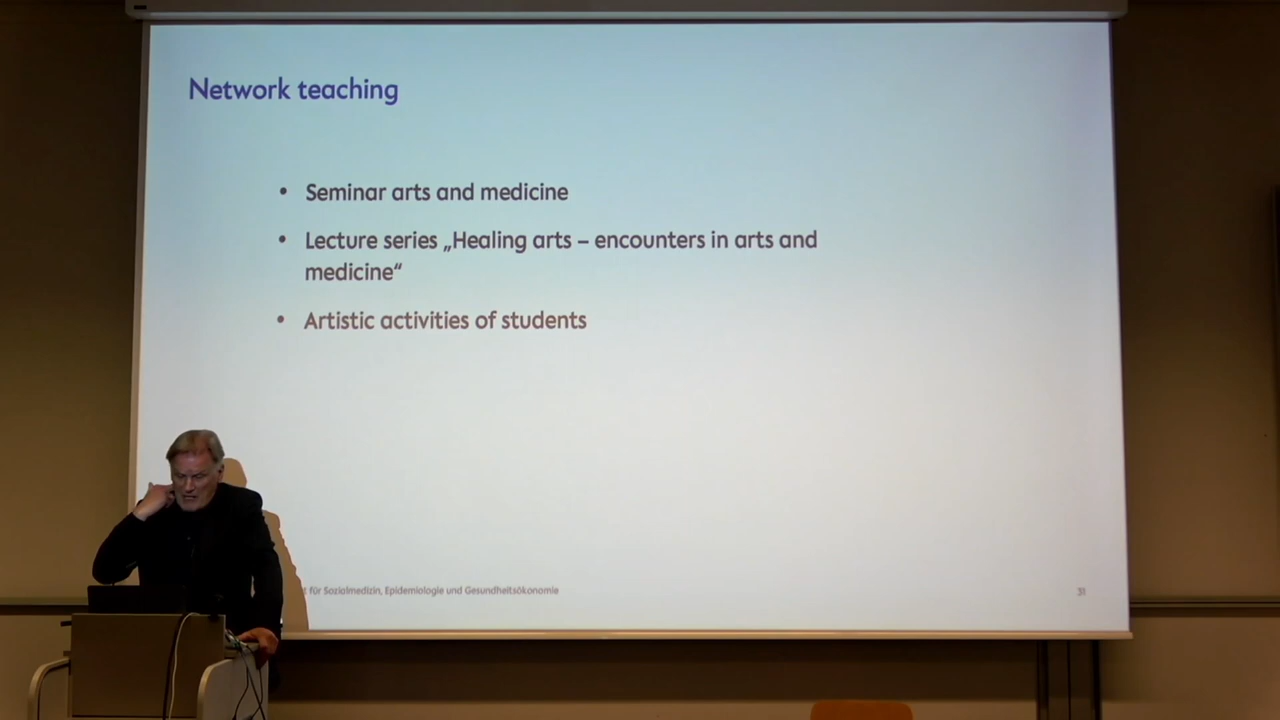 Network teaching
• Seminar arts and medicine
• Lecture series „Healing arts – encounters in arts and
medicine“
• Artistic activities of students
für Sozialmedizin, Epidemiologie und Gesundheitsökonomie
31